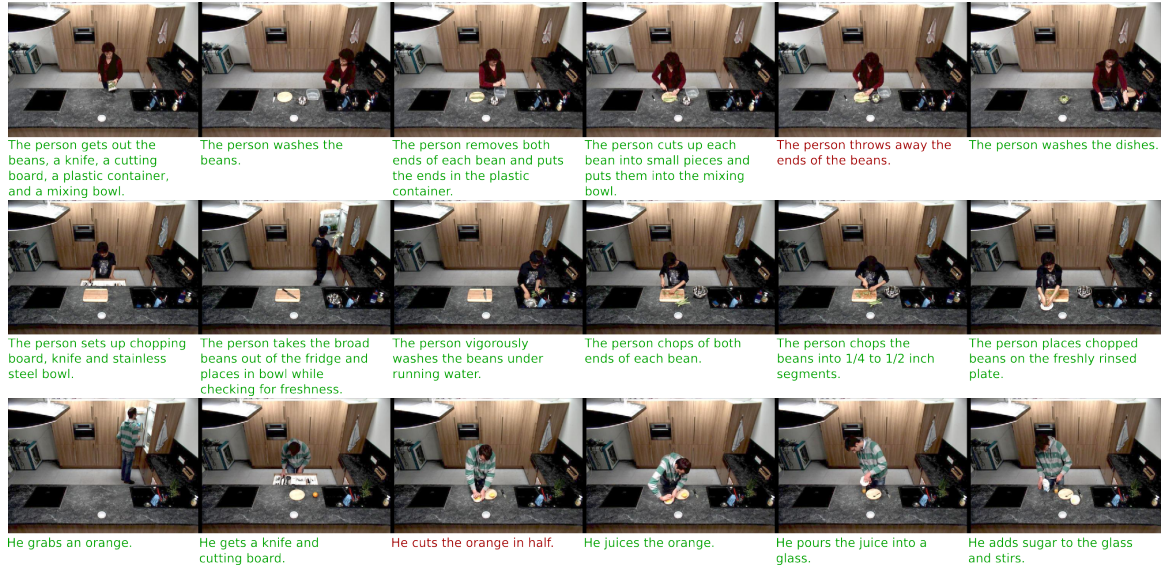 The person gets out the
beans, a knife, a cutting
board, a plastic container,
and a mixing bowl.
The person washes the
beans.
The person removes both
ends of each bean and puts
the ends in the plastic
container.
The person cuts up each
bean into small pieces and
puts them into the mixing
bowl.
The person throws away the
ends of the beans.
The person washes the dishes.
The person sets up chopping
board, knife and stainless
steel bowl.
The person takes the broad
beans out of the fridge and
places in bowl while
checking for freshness.
The person vigorously
washes the beans under
running water.
The person chops of both
ends of each bean.
The person chops the
beans into 1/4 to 1/2 inch
segments.
The person places chopped
beans on the freshly rinsed
plate.
He grabs an orange.
He gets a knife and
cutting board.
He cuts the orange in half.
He juices the orange.
He pours the juice into a
glass.
He adds sugar to the glass
and stirs.